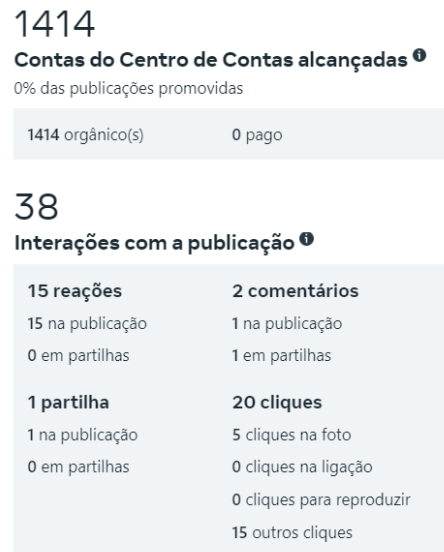 1414
Contas do Centro de Contas alcançadas
0% das publicações promovidas
1414 orgânico(s)
0 pago
38
Interações com a publicação
15 reações
15 na publicação
0 em partilhas
2 comentários
1 na publicação
1 em partilhas
1 partilha
1 na publicação
0 em partilhas
20 cliques
5 cliques na foto
0 cliques na ligação
0 cliques para reproduzir
15 outros cliques